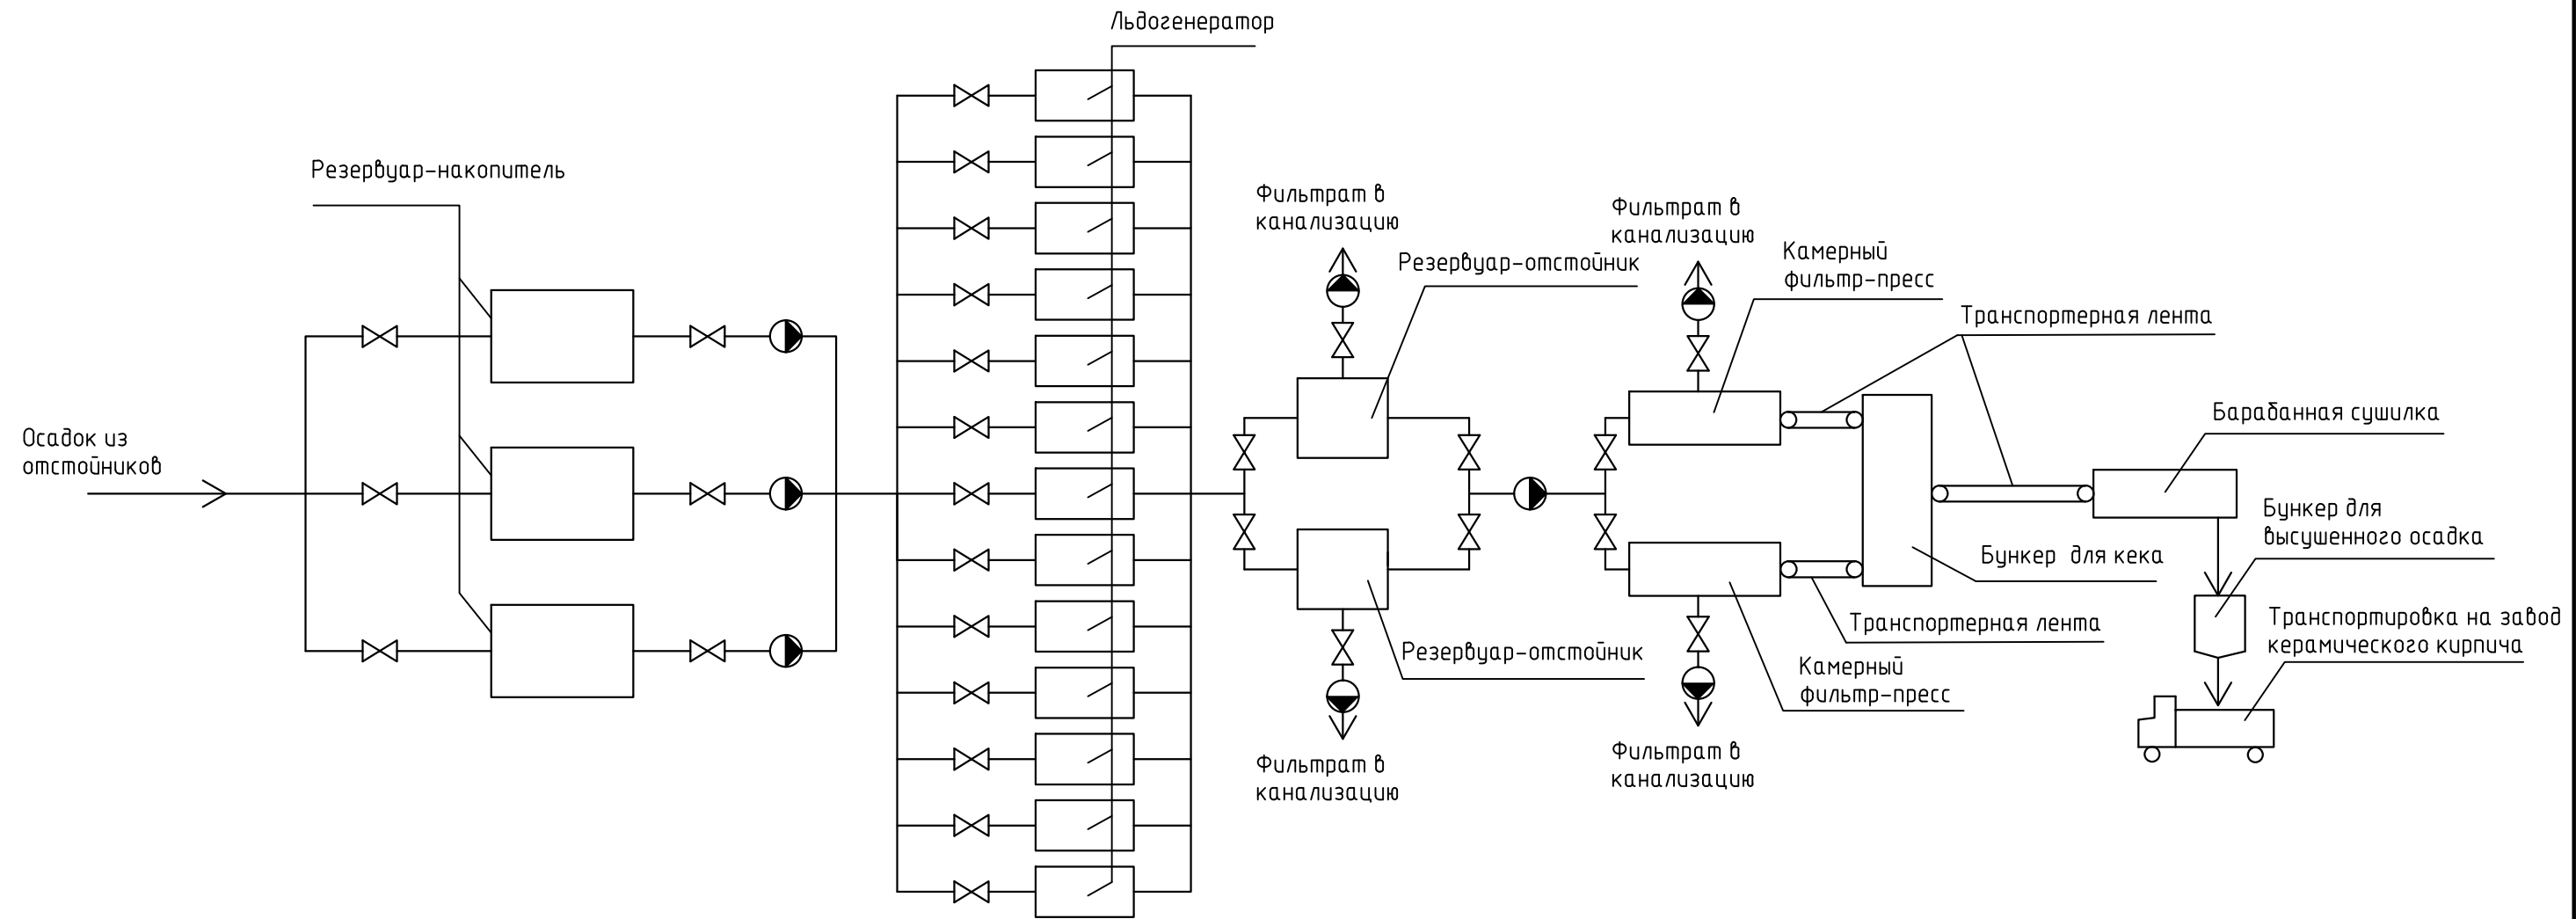 Льдогенератор
Резервуар-накопитель
Осадок из
отстойников
Фильтрат в
канализацию
Резервуар-отстойник
Фильтрат в
канализацию
Камерный
фильтр-пресс
Транспортерная лента
Барабанная сушилка
Бункер для
высушенного осадка
Бункер для кека
Транспортерная лента
Транспортировка на завод
керамического кирпича
Резервуар-отстойник
Камерный
фильтр-пресс
Фильтрат в
канализацию
Фильтрат в
канализацию